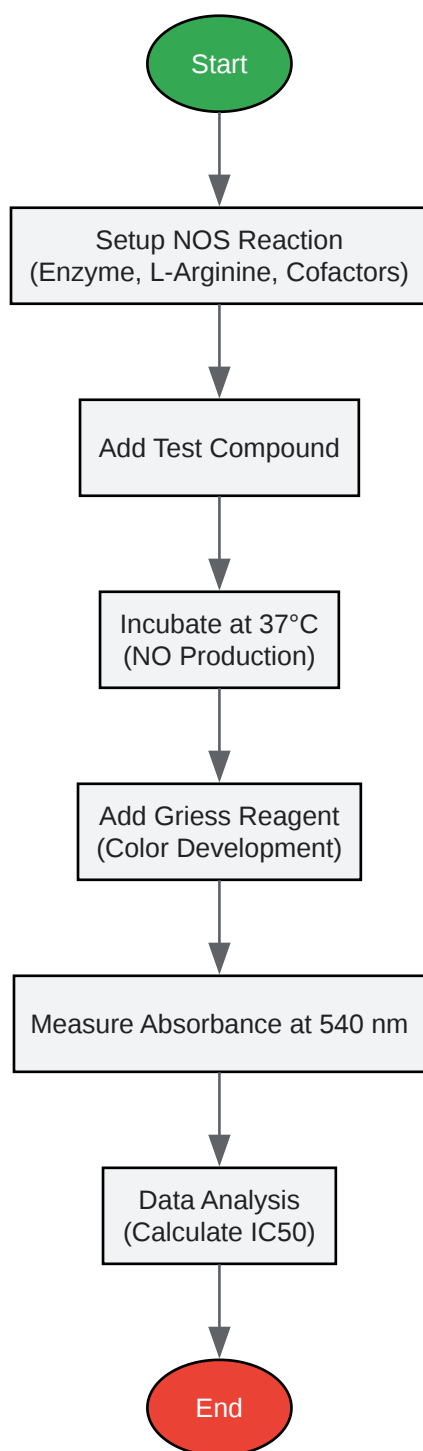 Start
Setup NOS Reaction
(Enzyme, L-Arginine, Cofactors)
Add Test Compound
Incubate at 37°C
(NO Production)
Add Griess Reagent
(Color Development)
Measure Absorbance at 540 nm
Data Analysis
(Calculate IC50)
End